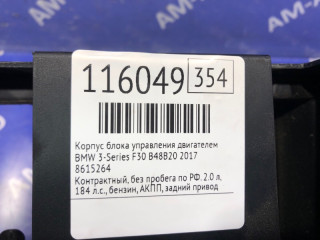 116049 354
Корпус блока управления двигателем
BMW 3-Series F30 B48B20 2017
8615264
Контрактный, без пробега по РФ. 2.0 л,
184 л.с., бензин, АКПП, задний привод